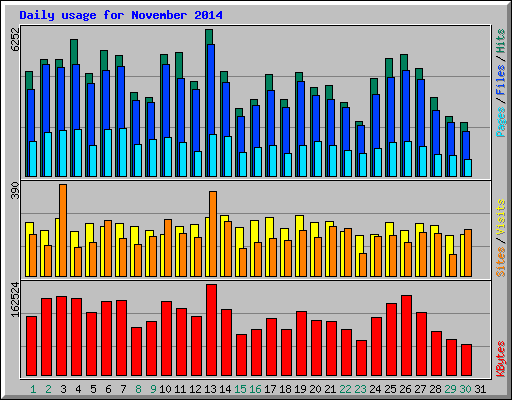 Daily usage for November 2014
6252
Pages / Files / Hits
390
Sites / Visits
162524
KBytes
1 2 3 4 5 6 7 8 9 10 11 12 13 14 15 16 17 18 19 20 21 22 23 24 25 26 27 28 29 30 31